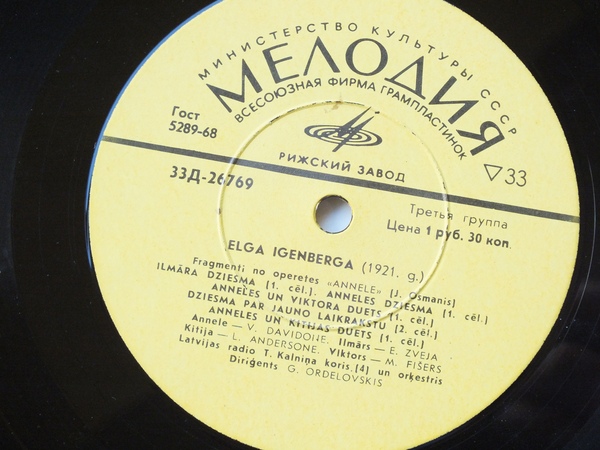 МИНИСТЕРСТВО КУЛЬТУРЫ СССР
МЕЛОДИЯ
ВСЕСОЮЗНАЯ ФИРМА ГРАМПЛАСТИНОК
Гост
5289-68
РИЖСКИЙ ЗАВОД
▽33
33Д-26769
Третья группа
Цена 1 руб. 30 коп.
ELGA IGENBERGA (1921. g.)
Fragmenti no operetes «ANNELE» [J. Osmanis]
ILMĀRA DZIESMA [1. cēl.]. ANNELES DZIESMA [1. cēl.]
ANNELES UN VIKTORA DUETS [1. cēl.]
DZIESMA PAR JAUNO LAIKRAKSTU [2. cēl.]
ANNELES UN KITIJAS DUETS [1. cēl.]
Annele — V. DAVIDONE. Ilmārs — E. ZVEJA
Kitija — L. ANDERSONE. Viktors — M. FIŠERS
Latvijas radio T. Kalniņa koris [4] un orķestris
Diriģents G. ORDELOVSKIS